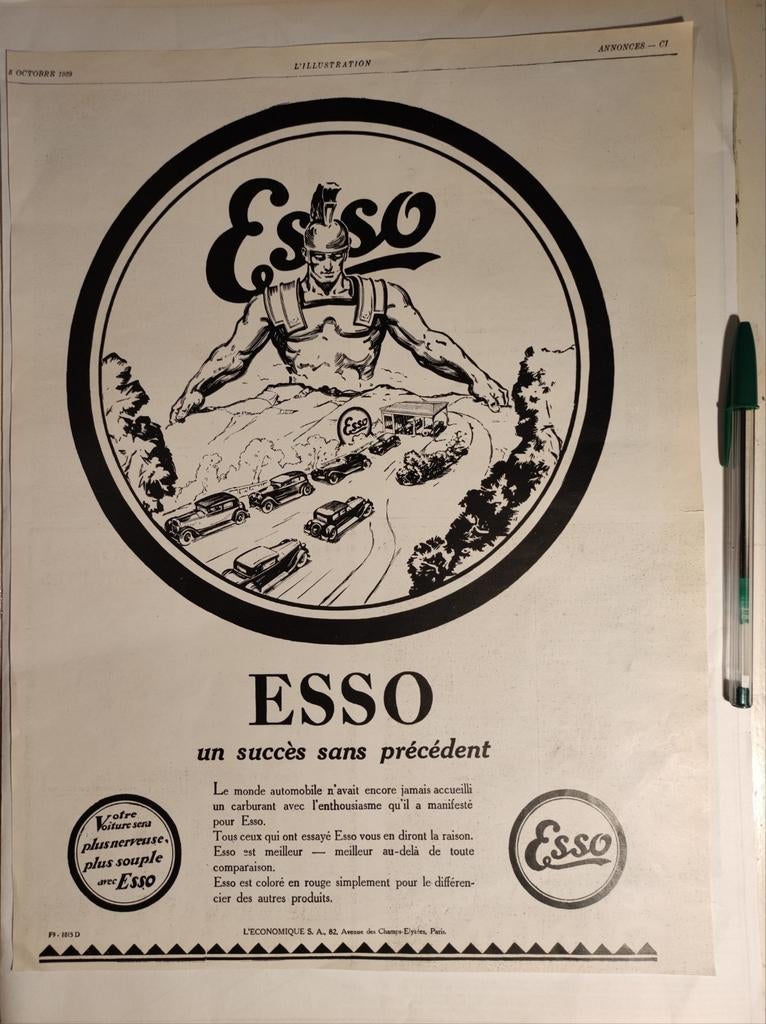 5 OCTOBRE 1929
L'ILLUSTRATION
ANNONCES — CI
Esso
Esso
ESSO
un succès sans précédent
Le monde automobile n'avait encore jamais accueilli
un carburant avec l'enthousiasme qu'il a manifesté
pour Esso.
Tous ceux qui ont essayé Esso vous en diront la raison.
Esso est meilleur — meilleur au-delà de toute
comparaison.
Esso est coloré en rouge simplement pour le différen-
cier des autres produits.
Votre
Voiture sera
plus nerveuse,
plus souple
avec Esso
Esso
F9 - 1015 D
L'ECONOMIQUE S. A., 82, Avenue des Champs-Elysées, Paris.